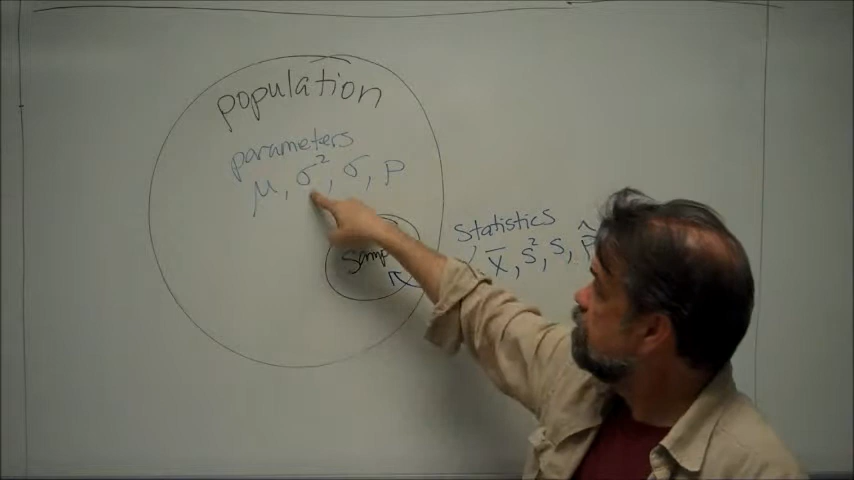 population
parameters
μ, σ², σ, p
Statistics
x̄, s², s, p̂